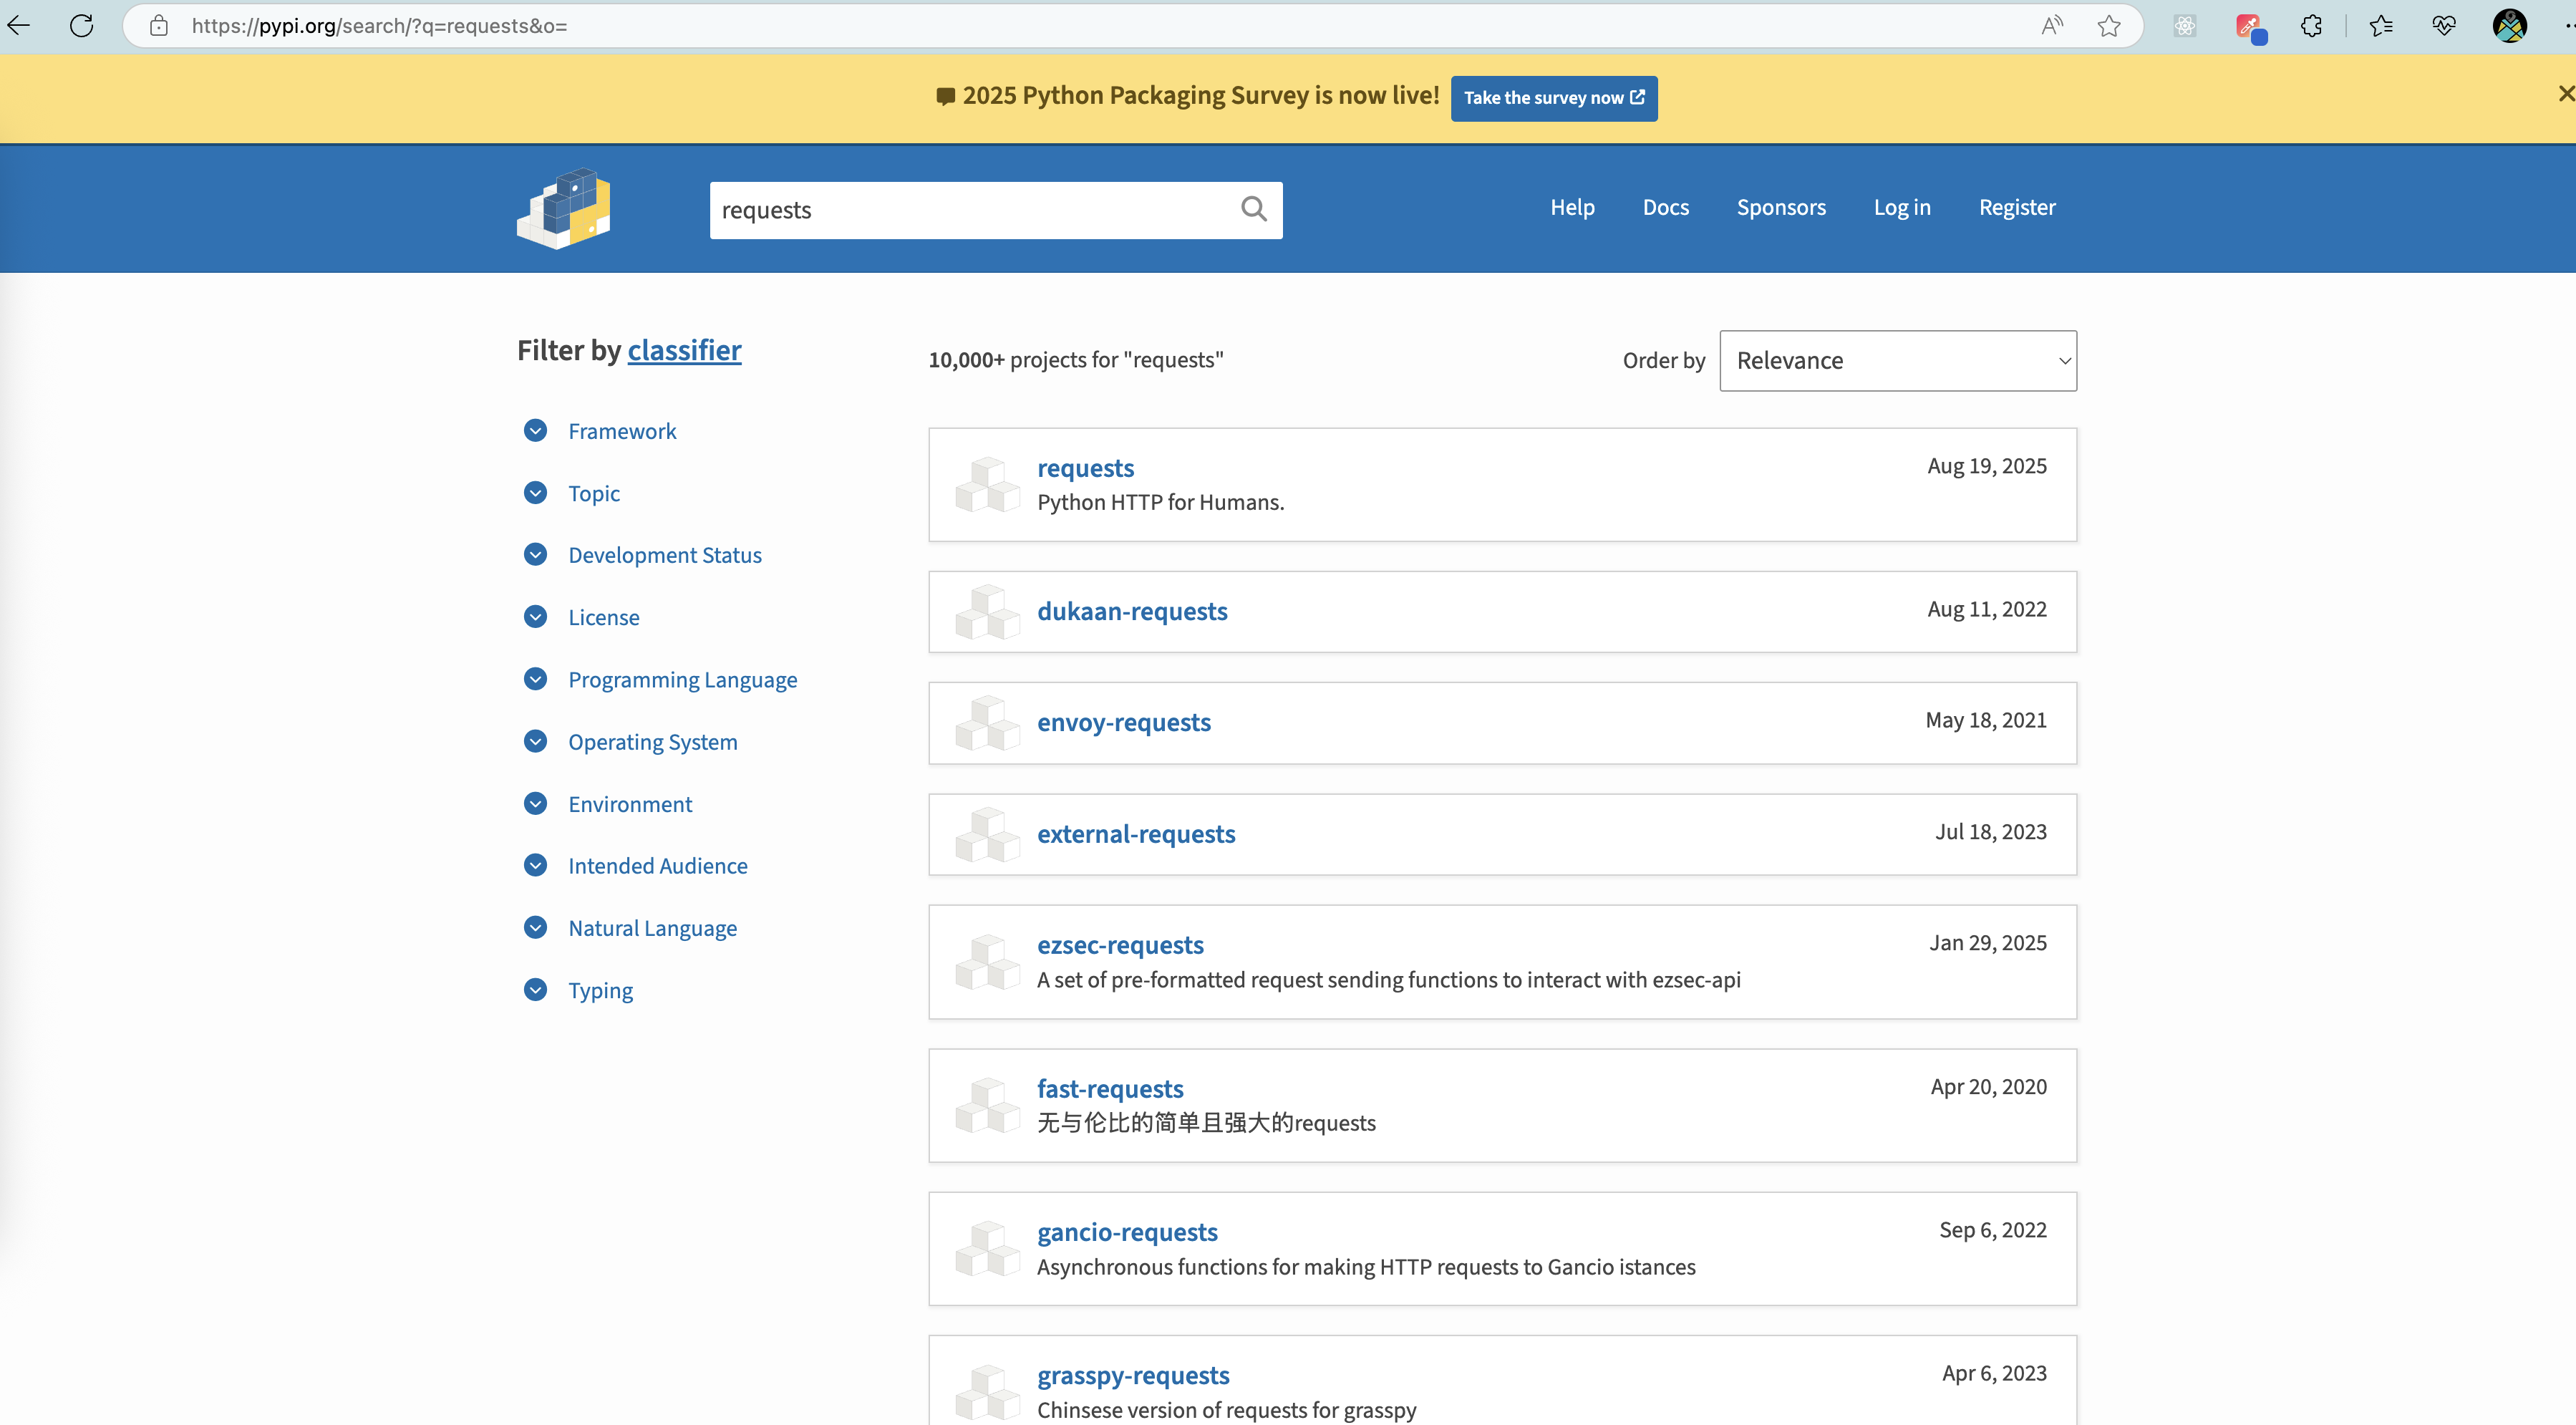 https://pypi.org/search/?q=requests&o=
2025 Python Packaging Survey is now live! Take the survey now
requests
Help Docs Sponsors Log in Register
Filter by classifier
Framework
Topic
Development Status
License
Programming Language
Operating System
Environment
Intended Audience
Natural Language
Typing
10,000+ projects for "requests"
Order by Relevance
requests Aug 19, 2025
Python HTTP for Humans.
dukaan-requests Aug 11, 2022
envoy-requests May 18, 2021
external-requests Jul 18, 2023
ezsec-requests Jan 29, 2025
A set of pre-formatted request sending functions to interact with ezsec-api
fast-requests Apr 20, 2020
无与伦比的简单且强大的requests
gancio-requests Sep 6, 2022
Asynchronous functions for making HTTP requests to Gancio istances
grasspy-requests Apr 6, 2023
Chinsese version of requests for grasspy